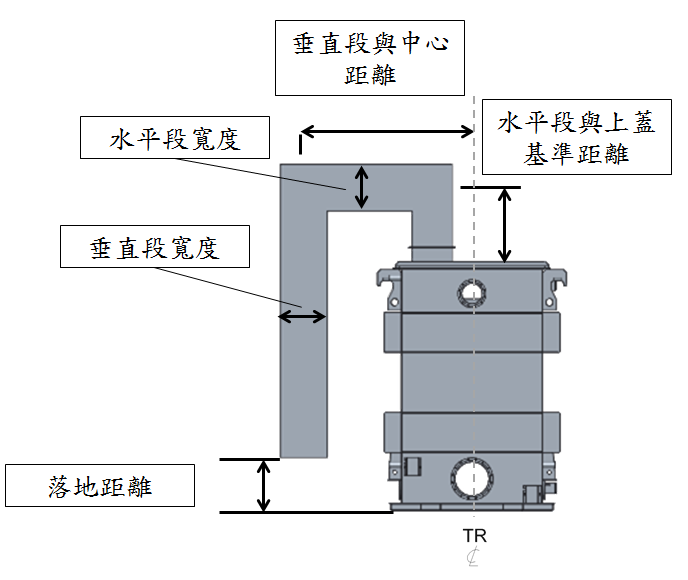 垂直段與中心
距離
水平段與上蓋
基準距離
水平段寬度
垂直段寬度
落地距離
TR
℄